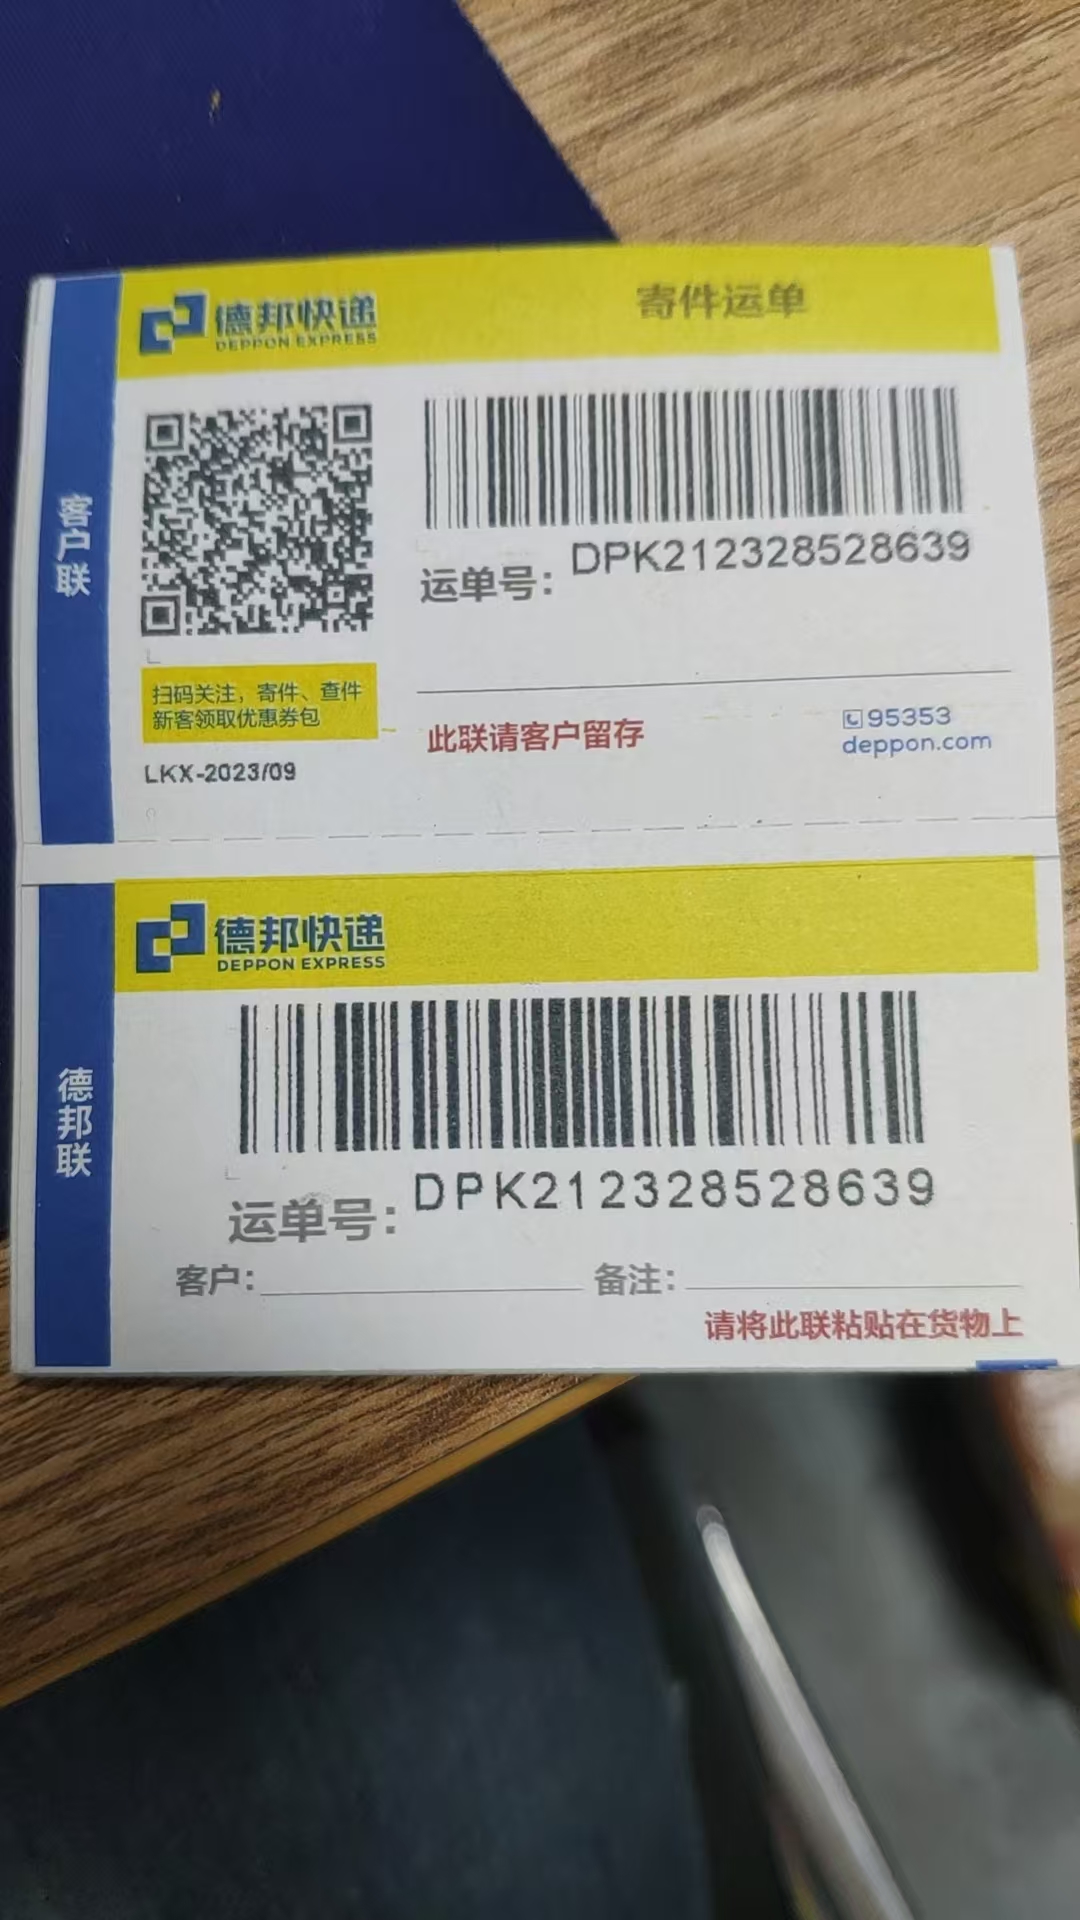 德邦快递
DEPPON EXPRESS
寄件运单
客户联
运单号：DPK212328528639
扫码关注，寄件、查件
新客领取优惠券包
LKX-2023/09
此联请客户留存
95353
deppon.com
德邦快递
DEPPON EXPRESS
德邦联
运单号：DPK212328528639
客户：
备注：
请将此联粘贴在货物上